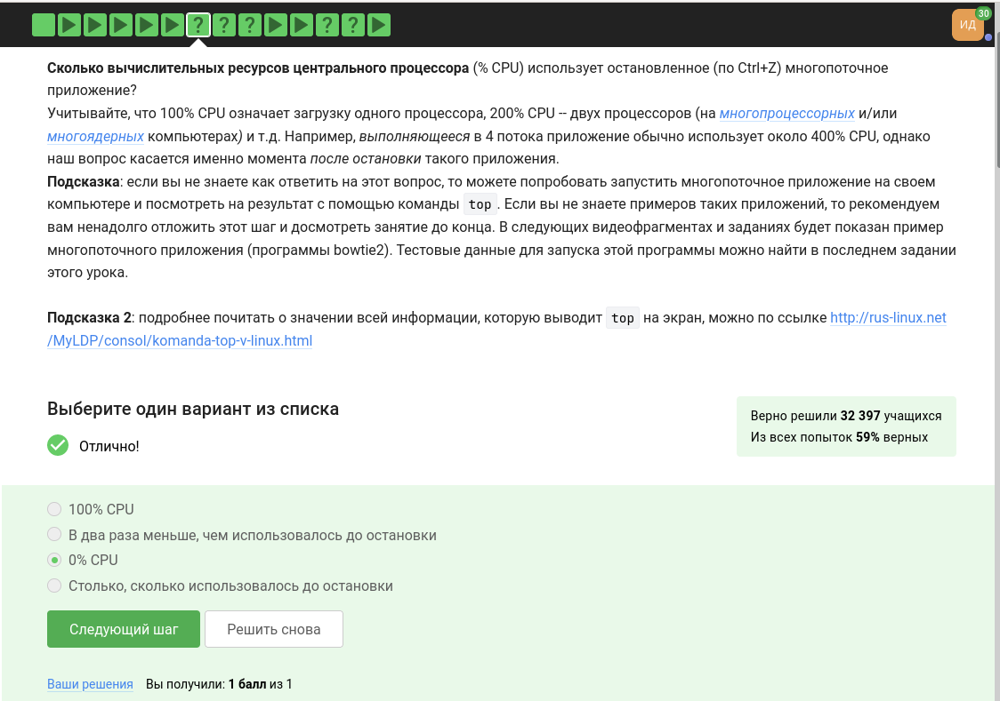 ? ? ? ? ?
ИД
30
Сколько вычислительных ресурсов центрального процессора (% CPU) использует остановленное (по Ctrl+Z) многопоточное
приложение?
Учитывайте, что 100% CPU означает загрузку одного процессора, 200% CPU -- двух процессоров (на многопроцессорных и/или
многоядерных компьютерах) и т.д. Например, выполняющееся в 4 потока приложение обычно использует около 400% CPU, однако
наш вопрос касается именно момента после остановки такого приложения.
Подсказка: если вы не знаете как ответить на этот вопрос, то можете попробовать запустить многопоточное приложение на своем
компьютере и посмотреть на результат с помощью команды top. Если вы не знаете примеров таких приложений, то рекомендуем
вам ненадолго отложить этот шаг и досмотреть занятие до конца. В следующих видеофрагментах и заданиях будет показан пример
многопоточного приложения (программы bowtie2). Тестовые данные для запуска этой программы можно найти в последнем задании
этого урока.
Подсказка 2: подробнее почитать о значении всей информации, которую выводит top на экран, можно по ссылке http://rus-linux.net
/MyLDP/consol/komanda-top-v-linux.html
Выберите один вариант из списка
Отлично!
Верно решили 32 397 учащихся
Из всех попыток 59% верных
100% CPU
В два раза меньше, чем использовалось до остановки
0% CPU
Столько, сколько использовалось до остановки
Следующий шаг
Решить снова
Ваши решения Вы получили: 1 балл из 1